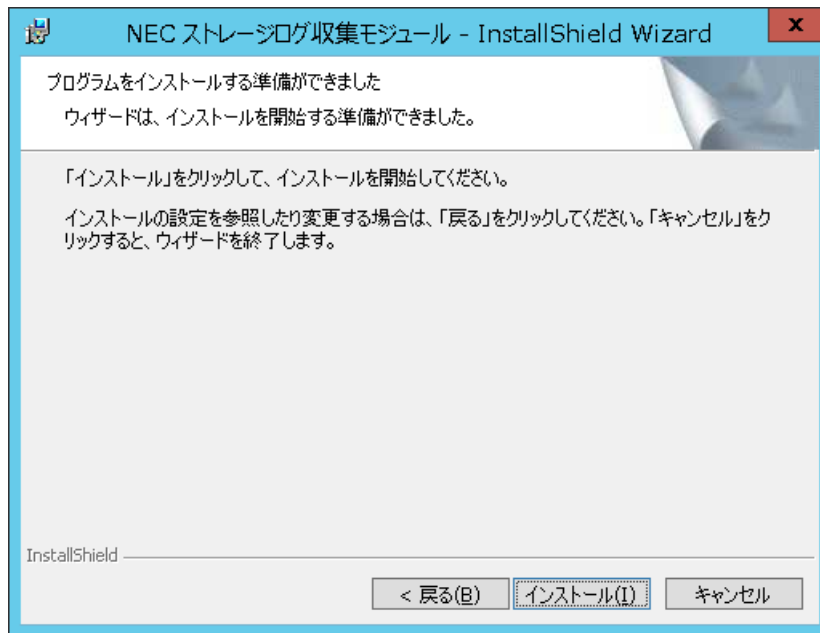 NEC ストレージログ収集モジュール - InstallShield Wizard
プログラムをインストールする準備ができました
ウィザードは、インストールを開始する準備ができました。
「インストール」をクリックして、インストールを開始してください。
インストールの設定を参照したり変更する場合は、「戻る」をクリックしてください。「キャンセル」をク
リックすると、ウィザードを終了します。
InstallShield
< 戻る(B) インストール(I) キャンセル